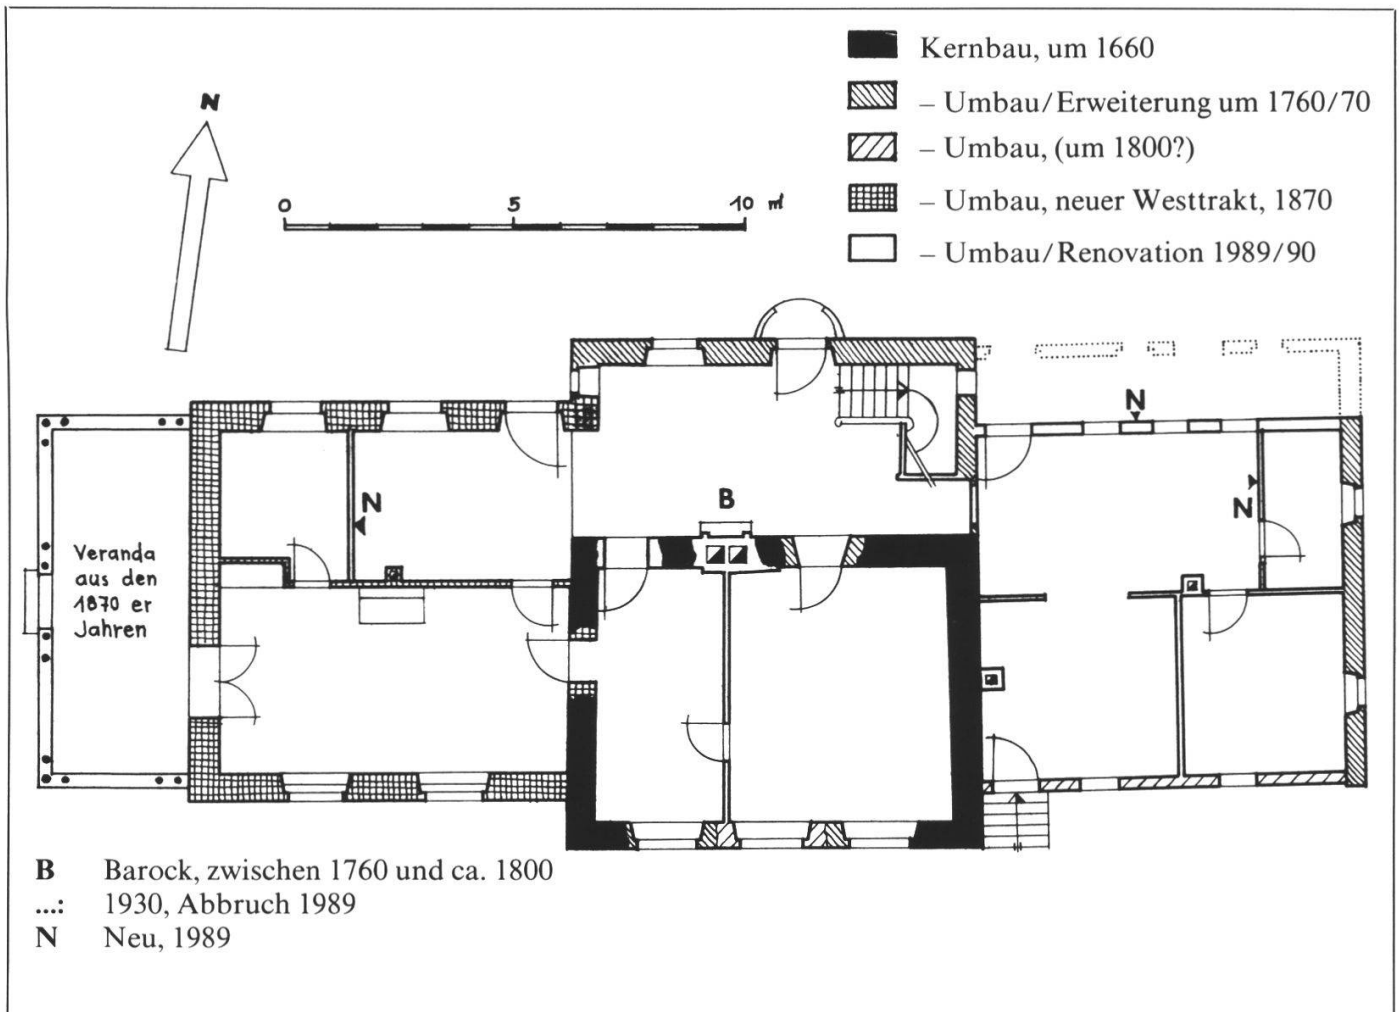 Kernbau, um 1660
– Umbau/Erweiterung um 1760/70
– Umbau, (um 1800?)
– Umbau, neuer Westtrakt, 1870
– Umbau/Renovation 1989/90
N
0 5 10 m'
N
N
B
N
Veranda
aus den
1870 er
Jahren
B Barock, zwischen 1760 und ca. 1800
...: 1930, Abbruch 1989
N Neu, 1989